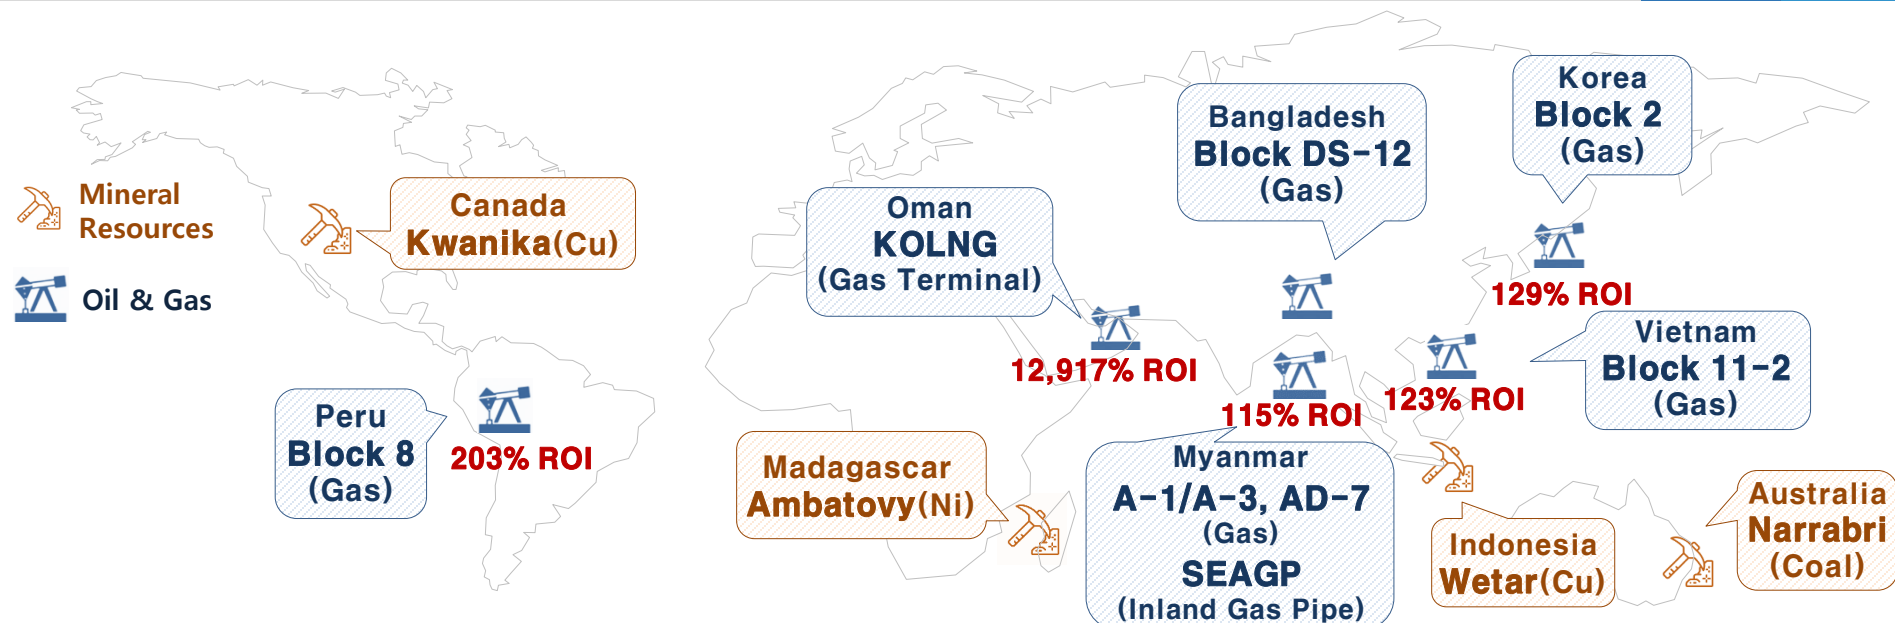 Mineral
Resources
Oil & Gas
Canada
Kwanika(Cu)
Peru
Block 8
(Gas)
203% ROI
Oman
KOLNG
(Gas Terminal)
12,917% ROI
Bangladesh
Block DS-12
(Gas)
Korea
Block 2
(Gas)
129% ROI
Vietnam
Block 11-2
(Gas)
123% ROI
115% ROI
Myanmar
A-1/A-3, AD-7
(Gas)
SEAGP
(Inland Gas Pipe)
Madagascar
Ambatovy(Ni)
Indonesia
Wetar(Cu)
Australia
Narrabri
(Coal)